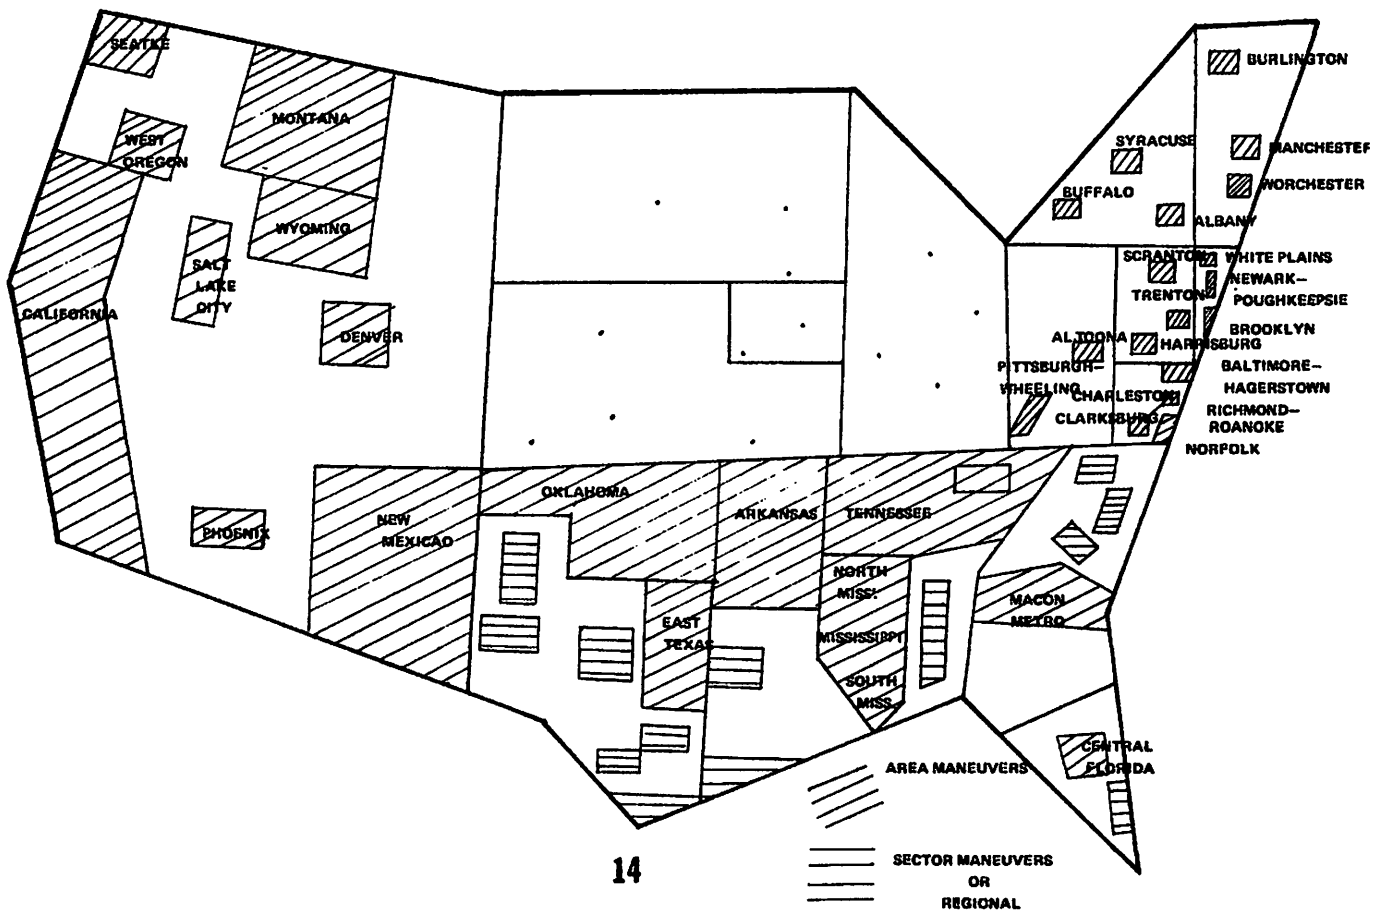 SEATLE
MONTANA
WEST
OREGON
WYOMING
SALT
LAKE
CITY
CALIFORNIA
DENVER
PHOENIX
NEW
MEXICAO
OKLAHOMA
ARKANSAS
TENNESSEE
EAST
TEXAS
NORTH
MISS.
MISSISSIPPI
SOUTH
MISS.
MACON
METRO
CENTRAL
FLORIDA
BURLINGTON
SYRACUSE
MANCHESTER
BUFFALO
WORCHESTER
ALBANY
SCRANTON
WHITE PLAINS
NEWARK–
TRENTON
POUGHKEEPSIE
BROOKLYN
ALTOONA
HARRISBURG
PITTSBURGH–
WHEELING
BALTIMORE–
HAGERSTOWN
CHARLESTON
CLARKSBURG
RICHMOND–
ROANOKE
NORFOLK
AREA MANEUVERS
SECTOR MANEUVERS
OR
REGIONAL
14